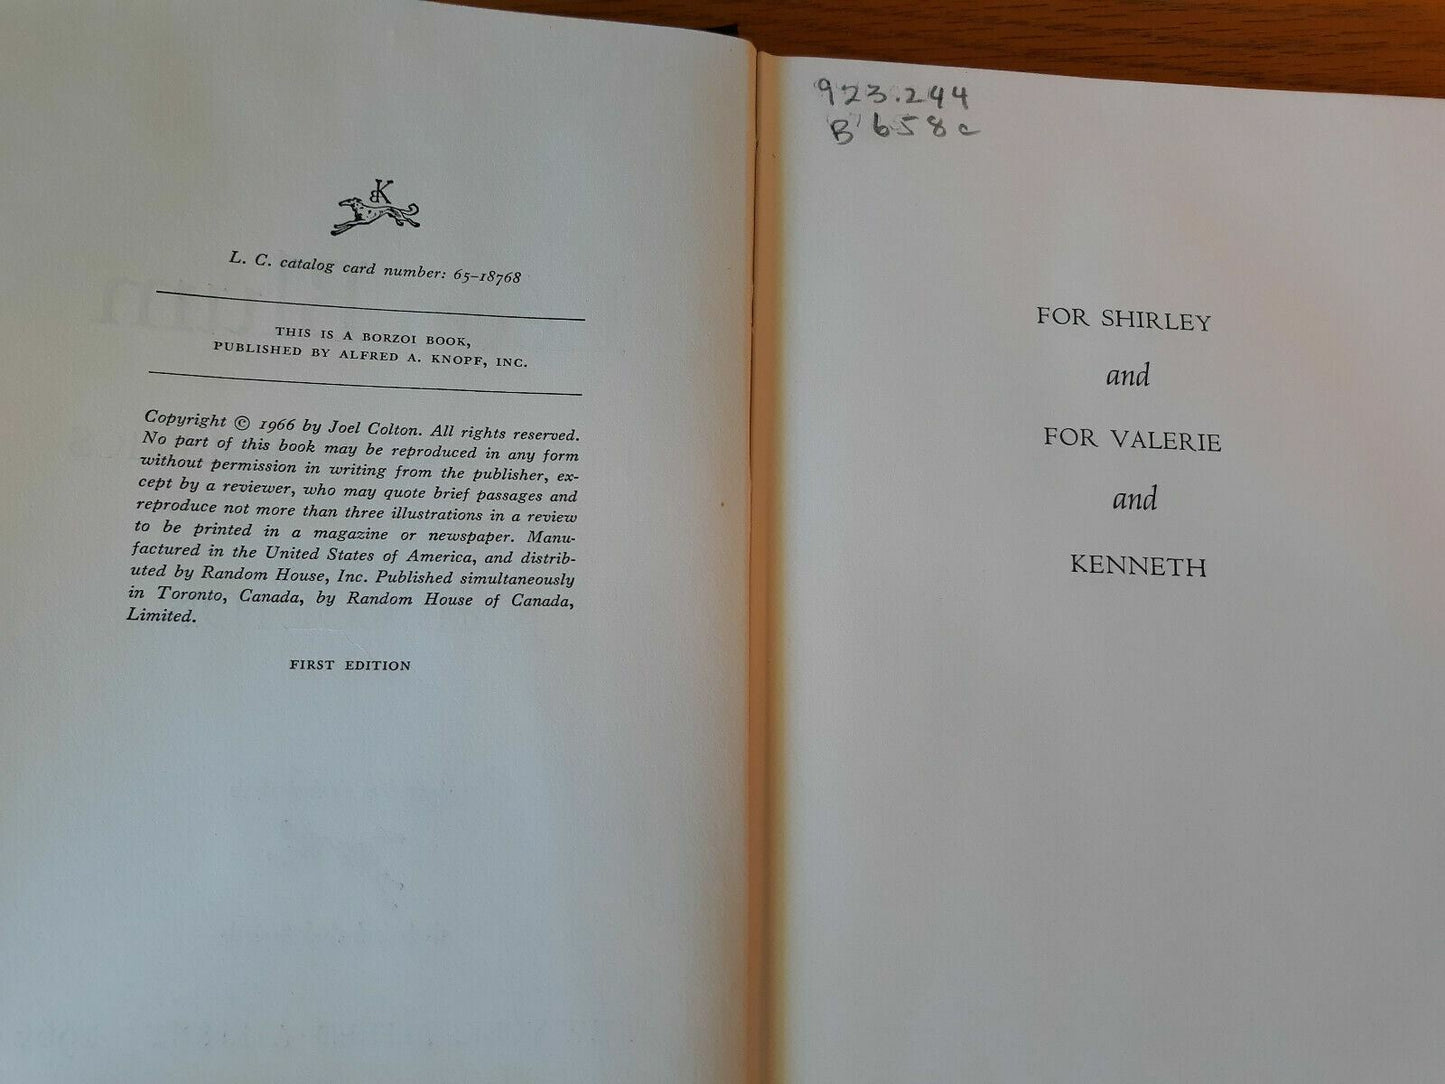 BK
L. C. catalog card number: 65-18768
THIS IS A BORZOI BOOK,
PUBLISHED BY ALFRED A. KNOPF, INC.
Copyright © 1966 by Joel Colton. All rights reserved.
No part of this book may be reproduced in any form
without permission in writing from the publisher, ex-
cept by a reviewer, who may quote brief passages and
reproduce not more than three illustrations in a review
to be printed in a magazine or newspaper. Manu-
factured in the United States of America, and distrib-
uted by Random House, Inc. Published simultaneously
in Toronto, Canada, by Random House of Canada,
Limited.
FIRST EDITION
923.244
B658c
FOR SHIRLEY
and
FOR VALERIE
and
KENNETH